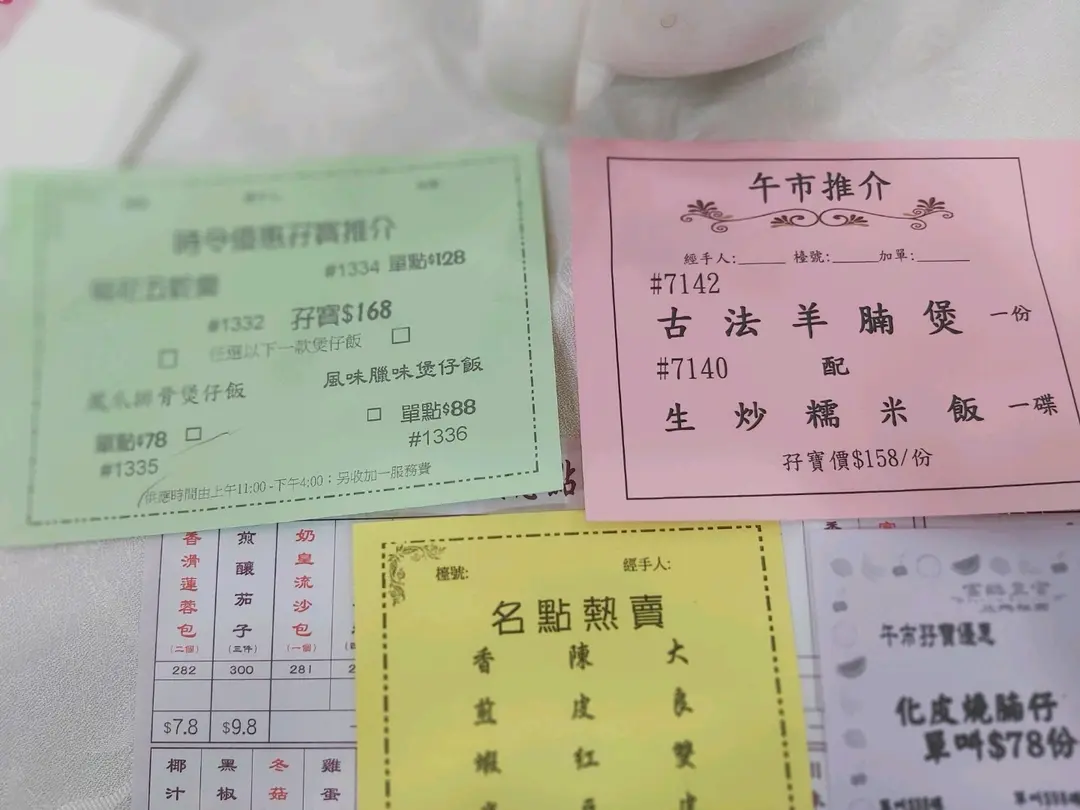 時令優惠孖寶推介
#1334 單點$128
#1332 孖寶$168
任選以下一款煲仔飯
排骨煲仔飯
風味臘味煲仔飯
單點$78
單點$88
#1335
#1336
供應時間由上午11:00-下午4:00；另收加一服務費
午市推介
經手人:______ 檯號:______加單:______
#7142
古法羊腩煲 一份
#7140 配
生炒糯米飯 一碟
孖寶價$158/份
香滑蓮蓉包
(二個)
282
$7.8
煎釀茄子
(三件)
300
$9.8
奶皇流沙包
(一個)
281
椰汁
黑椒
冬菇
雞蛋
檯號:
經手人:
名點熱賣
香煎蝦
陳皮紅
大良雙
午市孖寶優惠
化皮燒腩仔
單叫$78份